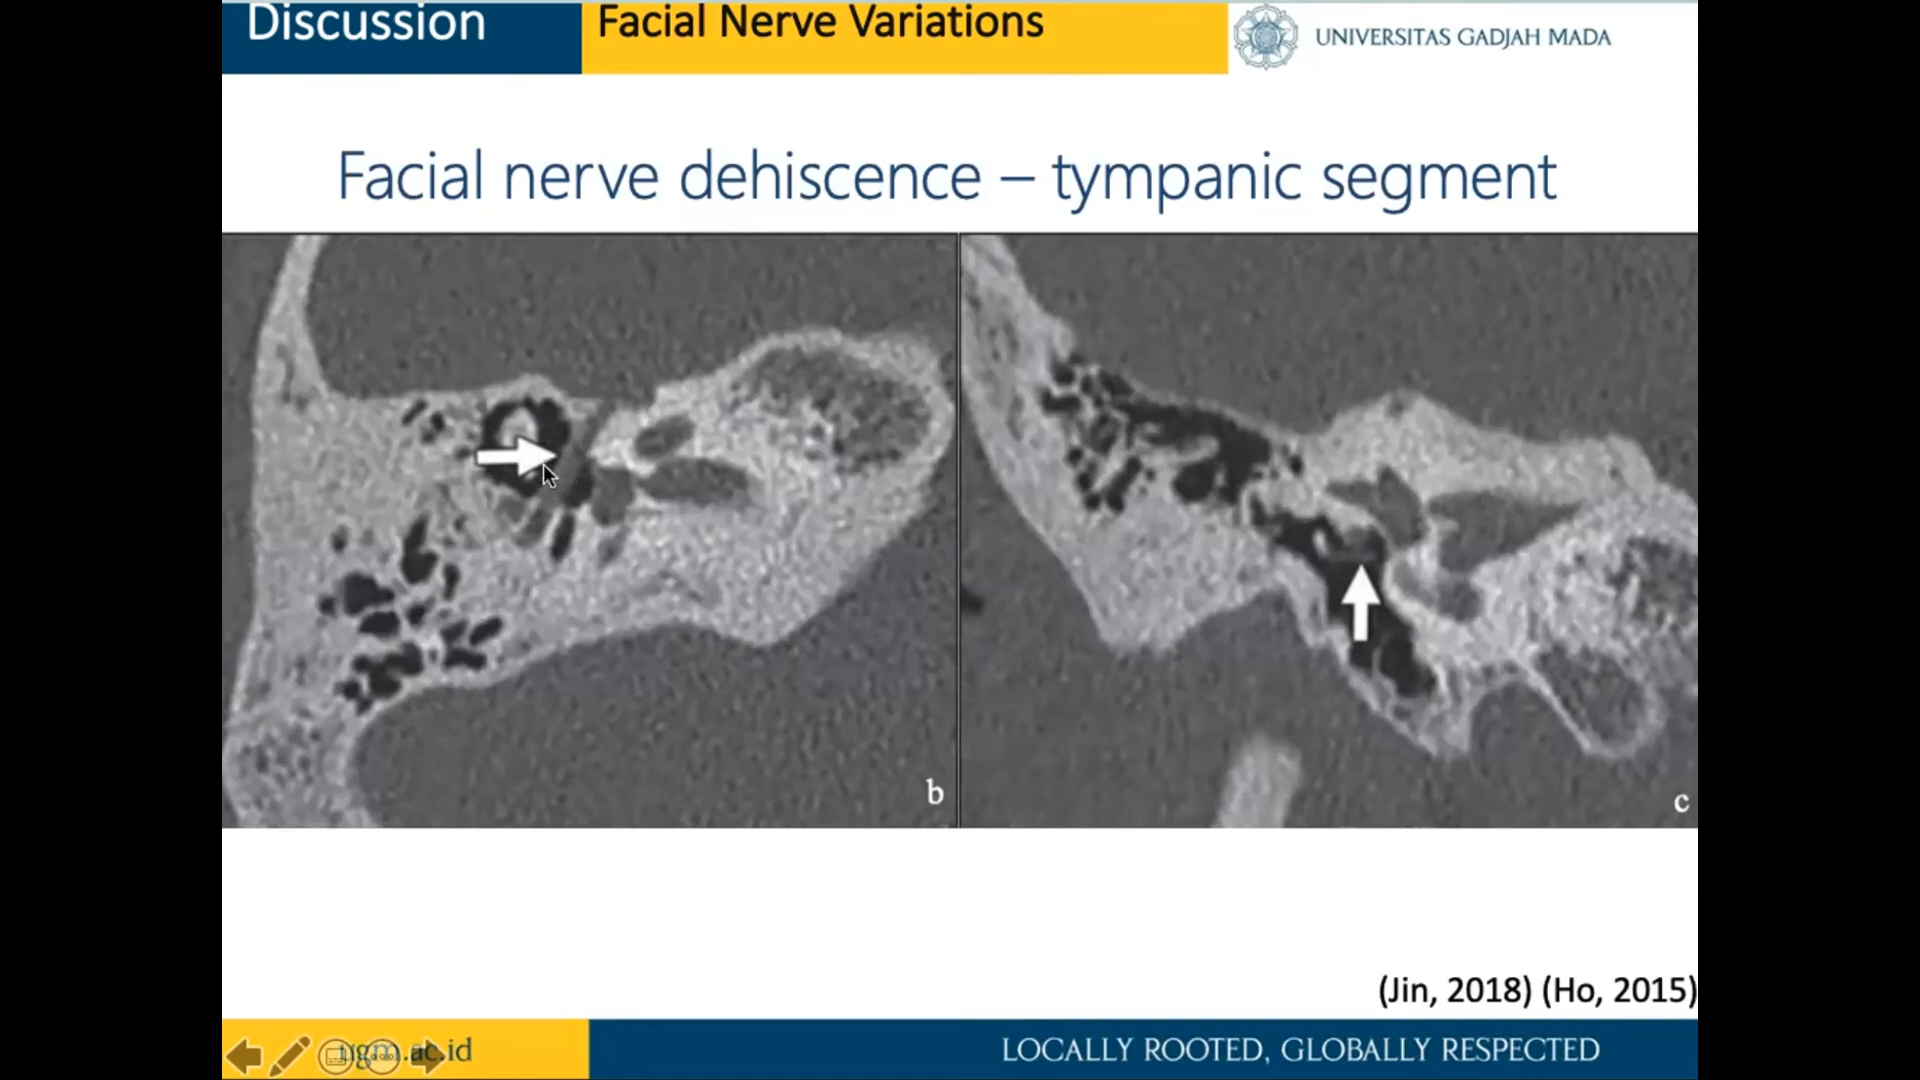 Discussion
Facial Nerve Variations
UNIVERSITAS GADJAH MADA
Facial nerve dehiscence – tympanic segment
b
c
(Jin, 2018) (Ho, 2015)
ugm.ac.id
LOCALLY ROOTED, GLOBALLY RESPECTED